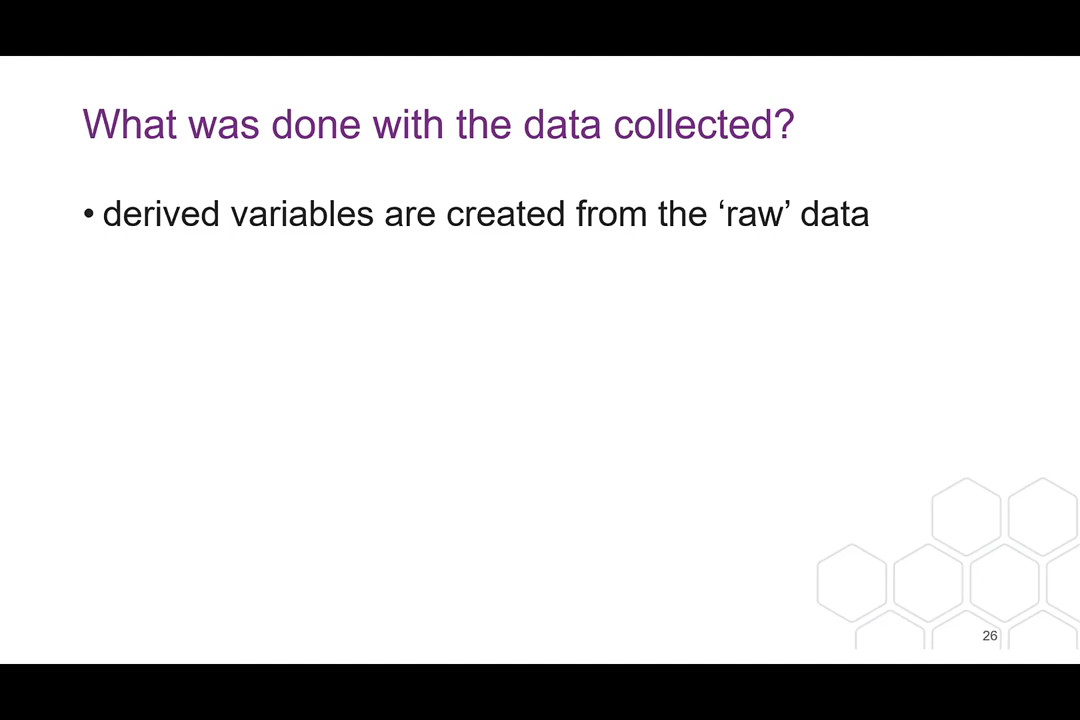 What was done with the data collected?
• derived variables are created from the ‘raw’ data
26